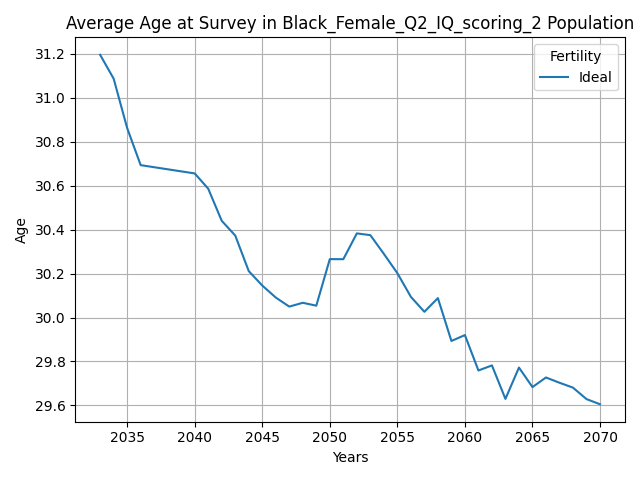 Average Age at Survey in Black_Female_Q2_IQ_scoring_2 Population
Fertility
Ideal
31.2
31.0
30.8
30.6
30.4
30.2
30.0
29.8
29.6
Age
2035 2040 2045 2050 2055 2060 2065 2070
Years